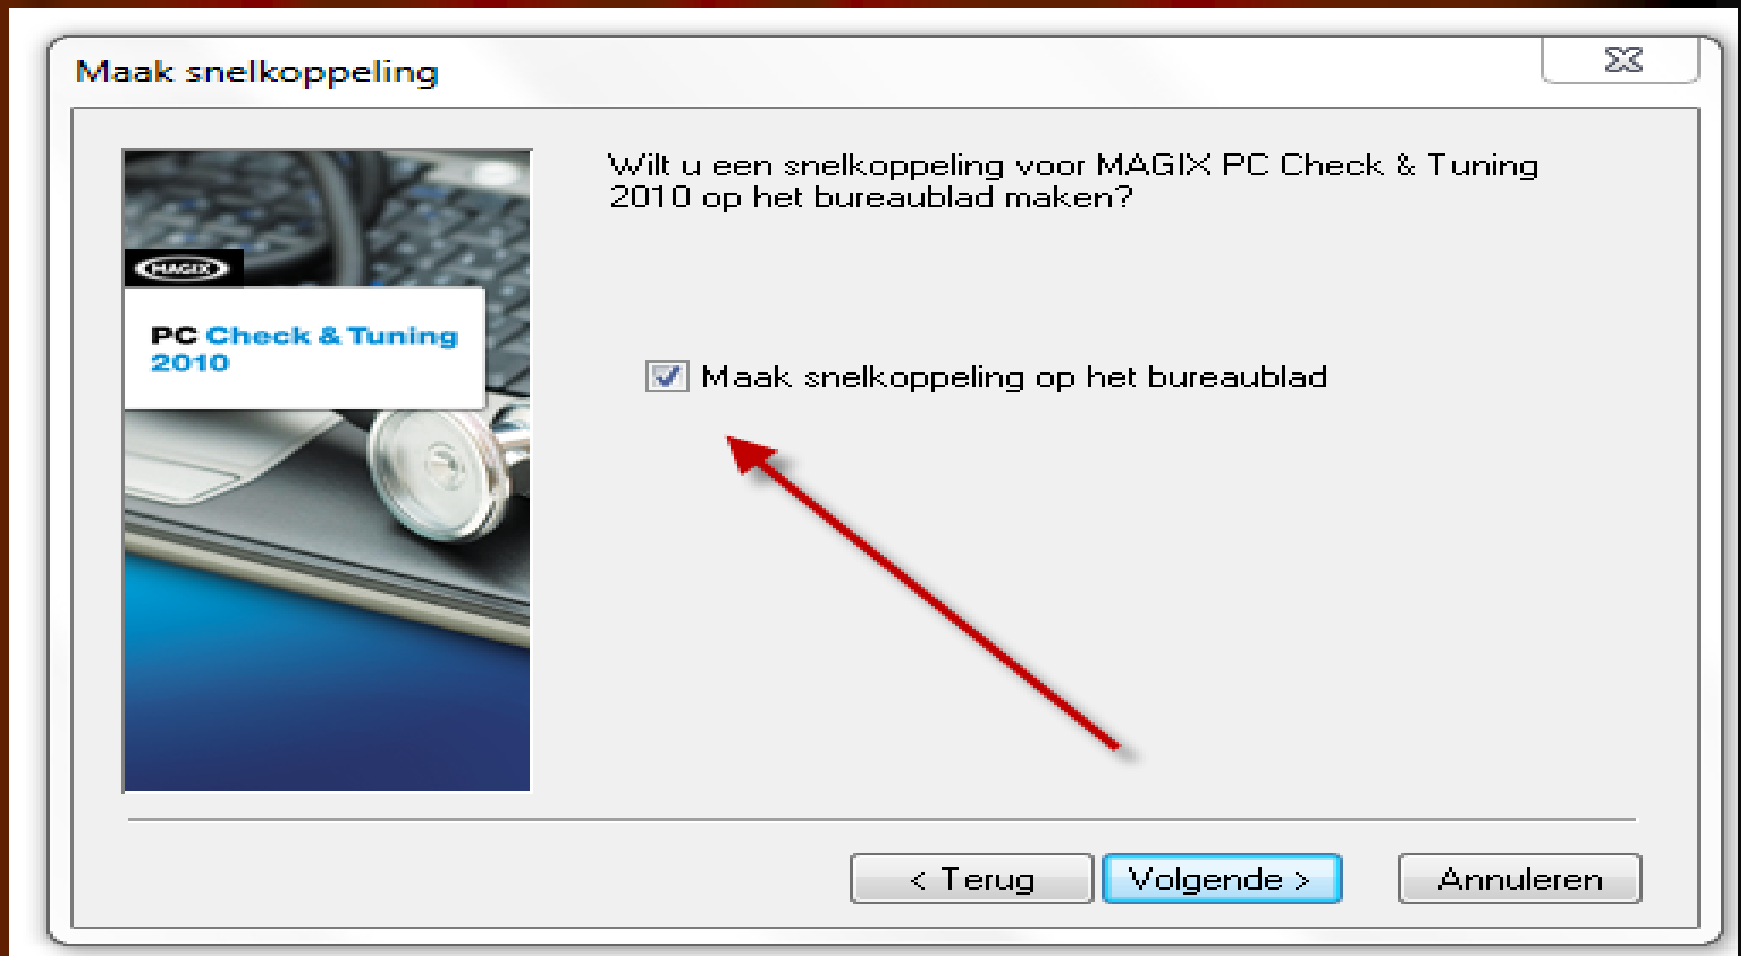 Maak snelkoppeling
Wilt u een snelkoppeling voor MAGIX PC Check & Tuning
2010 op het bureaublad maken?
MAGIX
PC Check & Tuning
2010
Maak snelkoppeling op het bureaublad
< Terug
Volgende >
Annuleren